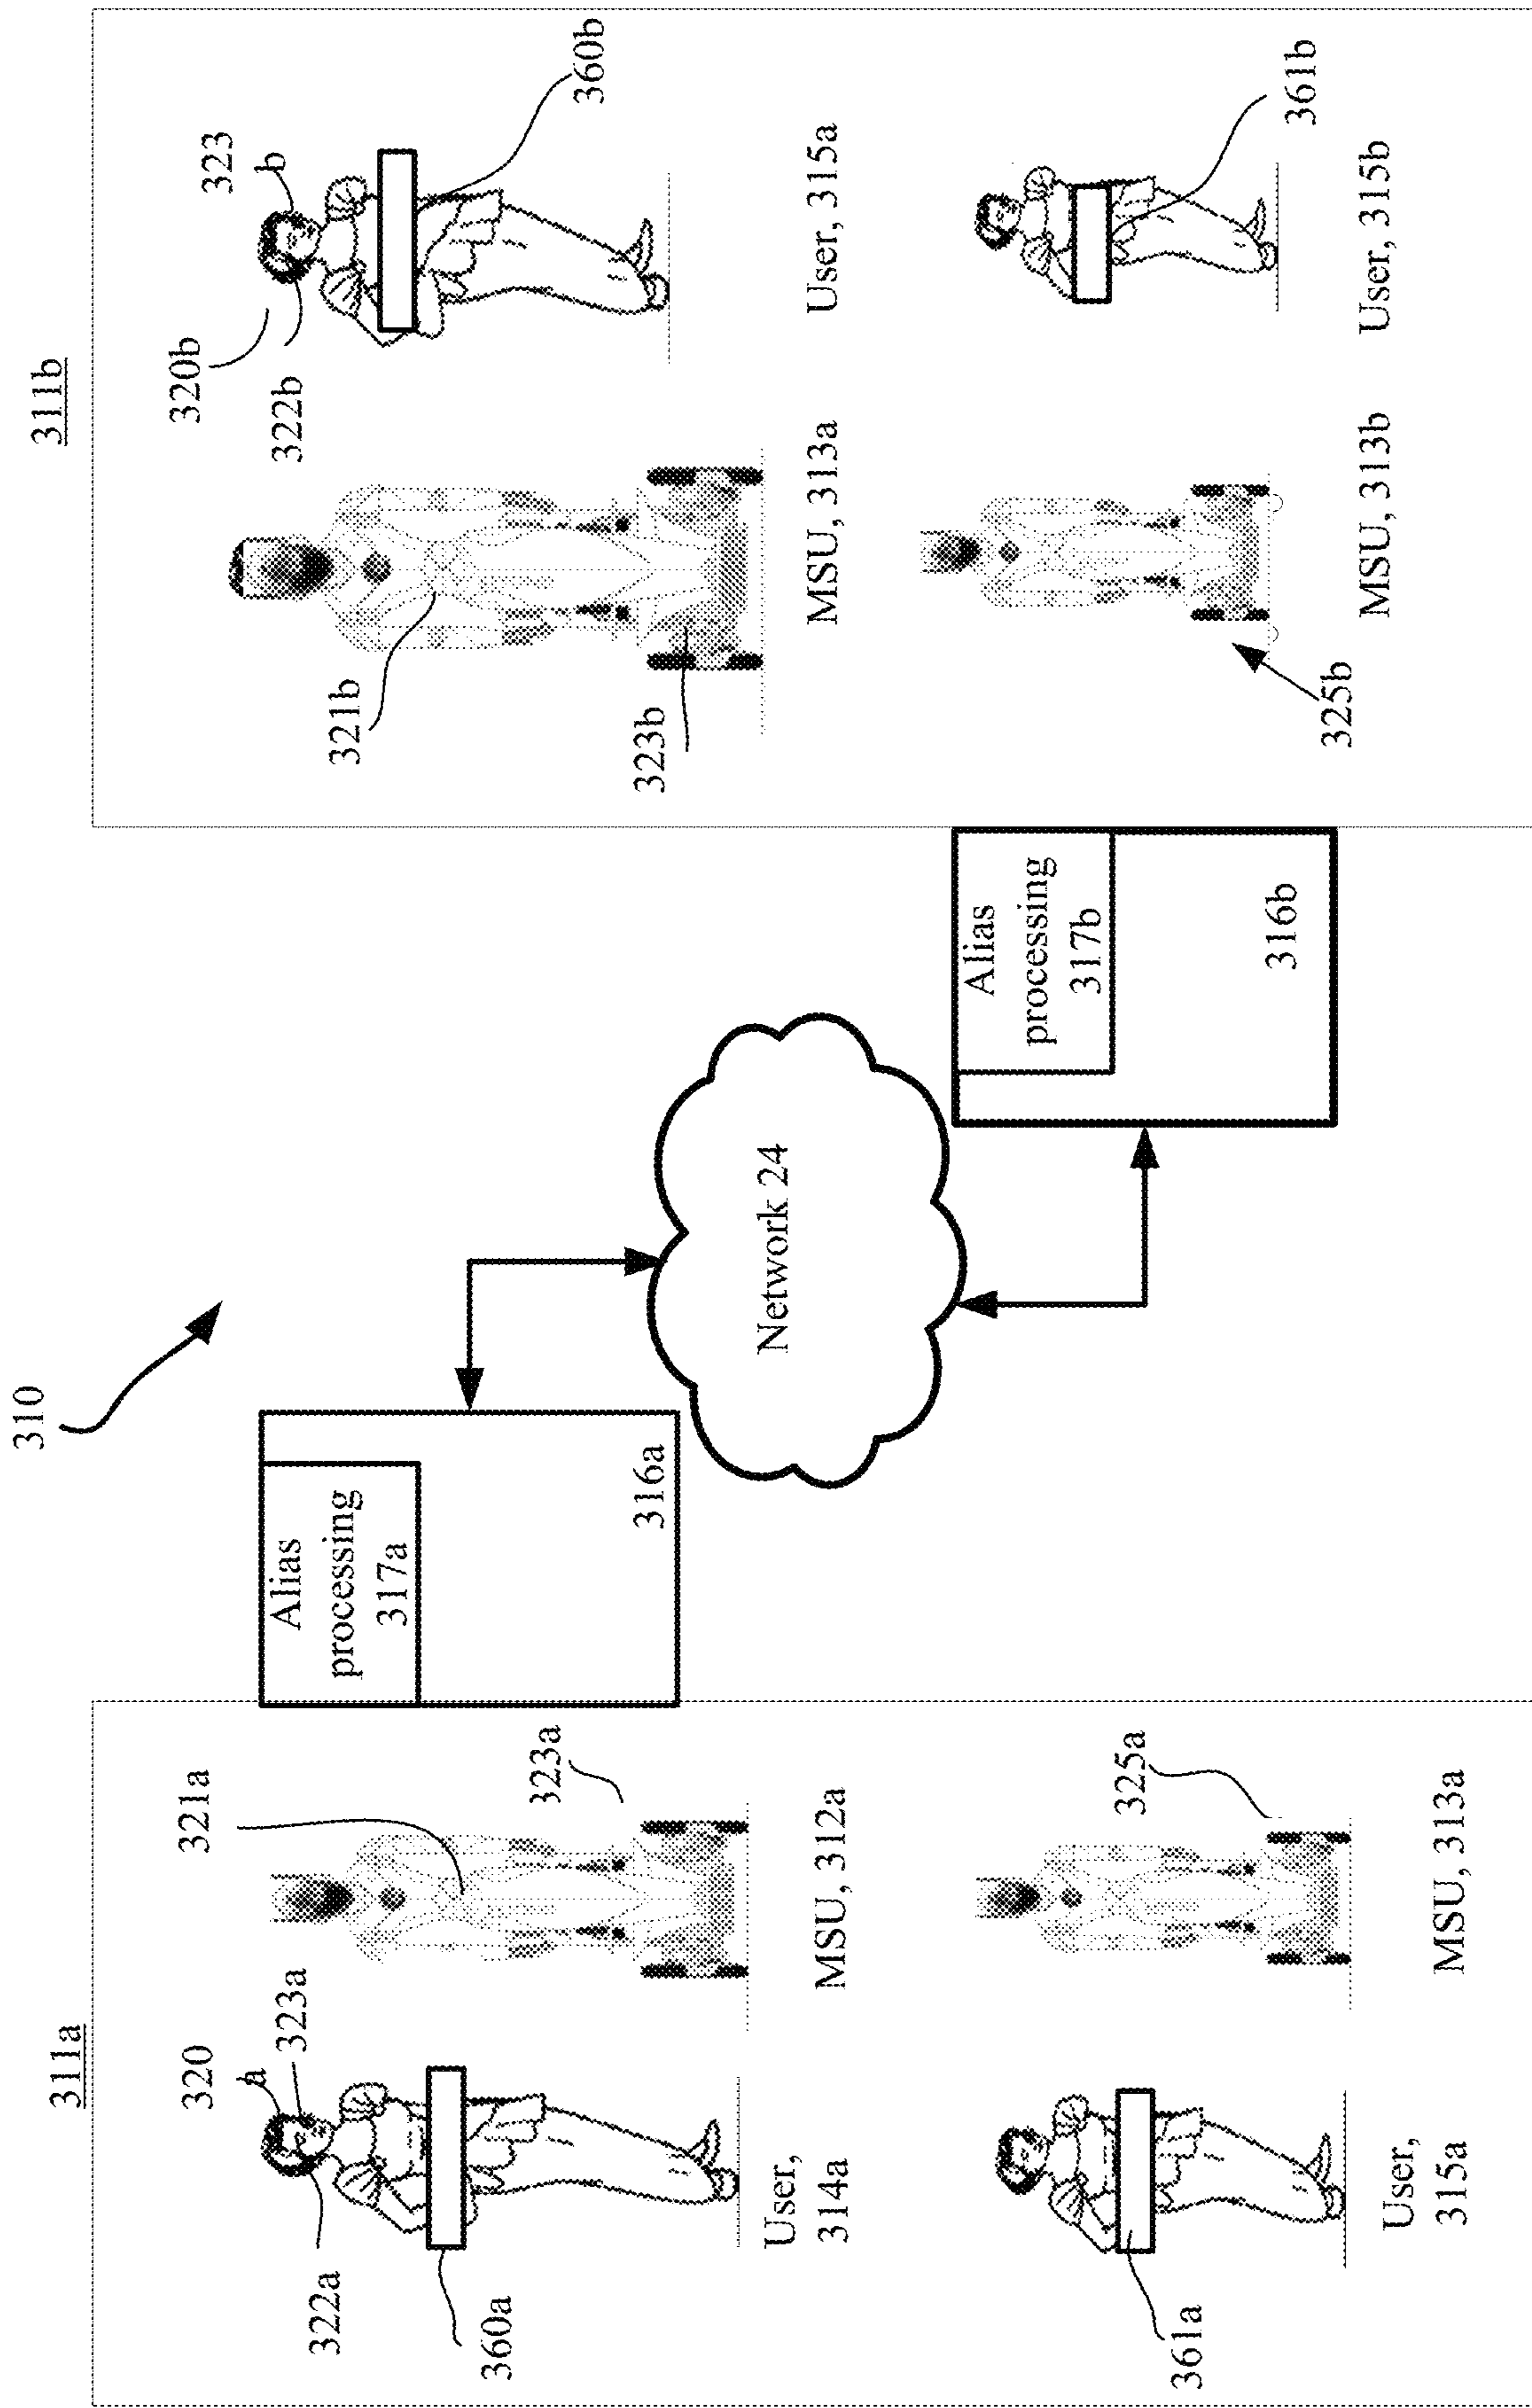 310
311a
320
a
323a
322a
360a
User,
314a
321a
323a
MSU, 312a
361a
User,
315a
325a
MSU, 313a
Alias
processing
317a
316a
Network 24
Alias
processing
317b
316b
311b
320b
322b
323
b
360b
321b
323b
MSU, 313a
User, 315a
325b
MSU, 313b
361b
User, 315b